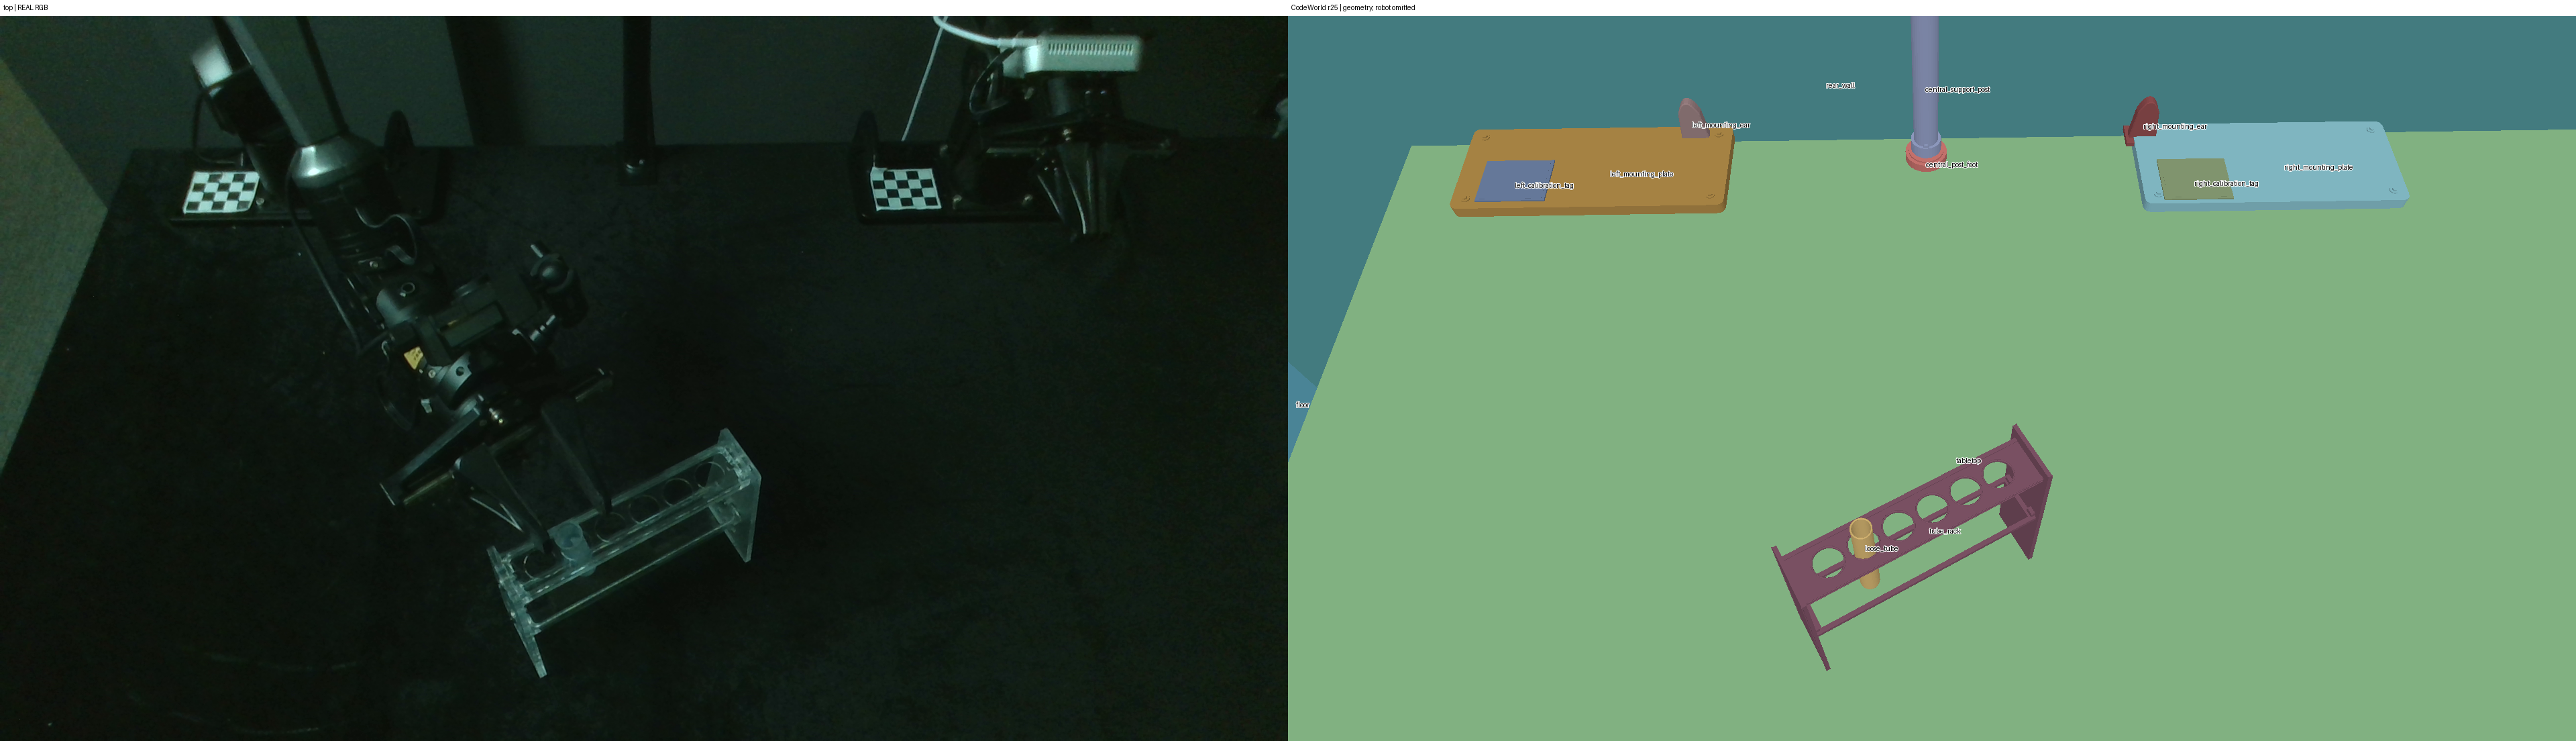 top | REAL RGB
CodeWorld r25 | geometry; robot omitted
rear_wall
central_support_post
left_mounting_ear
right_mounting_ear
central_post_foot
left_mounting_plate
right_mounting_plate
left_calibration_tag
right_calibration_tag
floor
tabletop
tube_rack
loose_tube